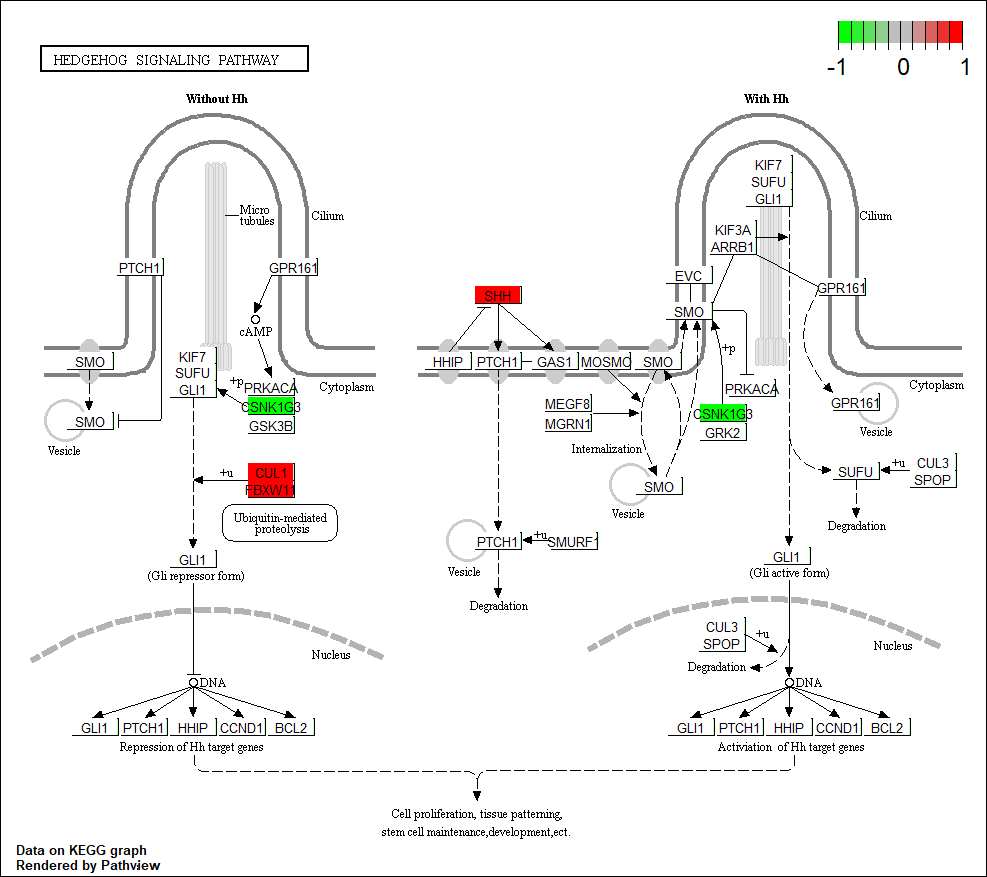 HEDGEHOG SIGNALING PATHWAY
-1 0 1
Without Hh
With Hh
KIF7
SUFU
GLI1
Micro
tubules
Cilium
Cilium
KIF3A
ARRB1
PTCH1
GPR161
EVC
GPR161
SHH
SMO
cAMP
+p
SMO
KIF7
SUFU
GLI1
HHIP
PTCH1
GAS1
MOSMO
SMO
+p
PRKACA
Cytoplasm
PRKACA
Cytoplasm
CSNK1G3
GSK3B
SMO
Vesicle
MEGF8
MGRN1
CSNK1G3
GRK2
GPR161
Vesicle
Internalization
+u
CUL1
FBXW11
SMO
Vesicle
SUFU
+u
CUL3
SPOP
Degradation
Ubiquitin-mediated
proteolysis
PTCH1
+u
SMURF1
Vesicle
GLI1
(Gli repressor form)
GLI1
(Gli active form)
Degradation
Nucleus
CUL3
SPOP
+u
Nucleus
Degradation
DNA
DNA
GLI1 PTCH1 HHIP CCND1 BCL2
GLI1 PTCH1 HHIP CCND1 BCL2
Repression of Hh target genes
Activiation of Hh target genes
Cell proliferation, tissue patterning,
stem cell maintenance,development,ect.
Data on KEGG graph
Rendered by Pathview